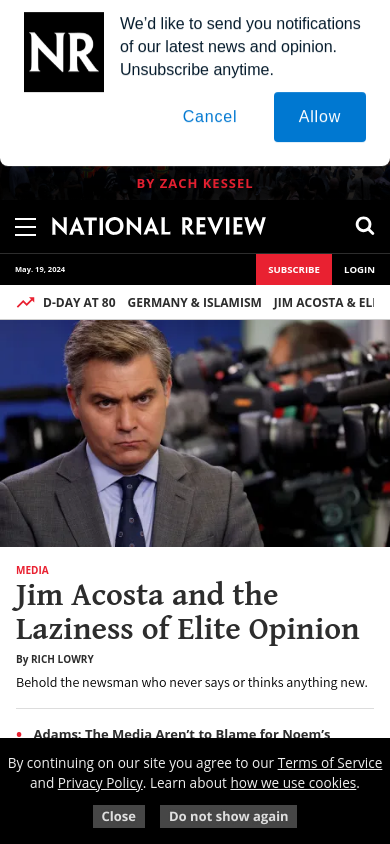 NR
We'd like to send you notifications
of our latest news and opinion.
Unsubscribe anytime.
Cancel
Allow
BY ZACH KESSEL
NATIONAL REVIEW
May. 19, 2024
SUBSCRIBE
LOGIN
D-DAY AT 80 GERMANY & ISLAMISM JIM ACOSTA & ELI
MEDIA
Jim Acosta and the
Laziness of Elite Opinion
By RICH LOWRY
Behold the newsman who never says or thinks anything new.
Adams: The Media Aren't to Blame for Noem's
By continuing on our site you agree to our Terms of Service
and Privacy Policy. Learn about how we use cookies.
Close
Do not show again